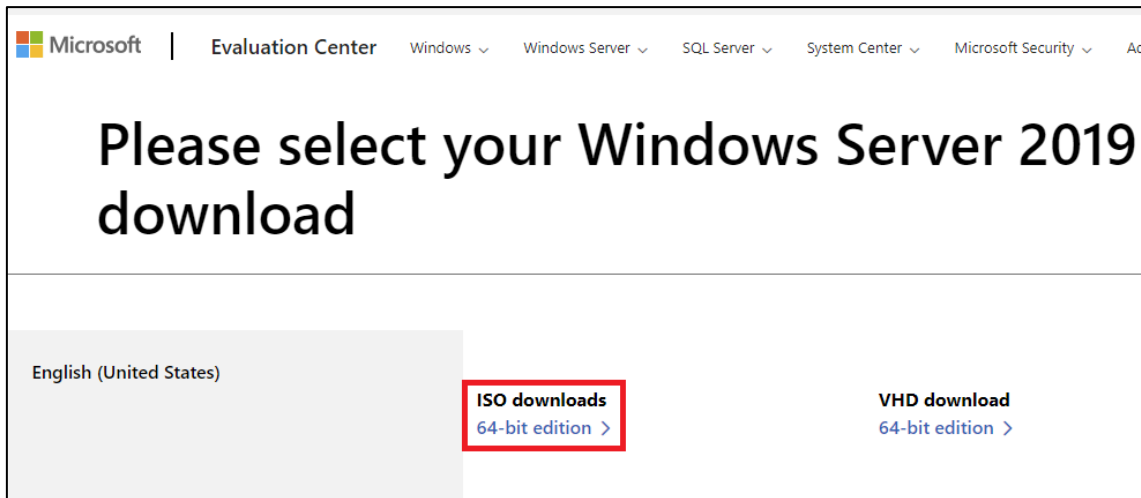 Microsoft | Evaluation Center Windows Windows Server SQL Server System Center Microsoft Security
Please select your Windows Server 2019
download
English (United States)
ISO downloads VHD download
64-bit edition > 64-bit edition >